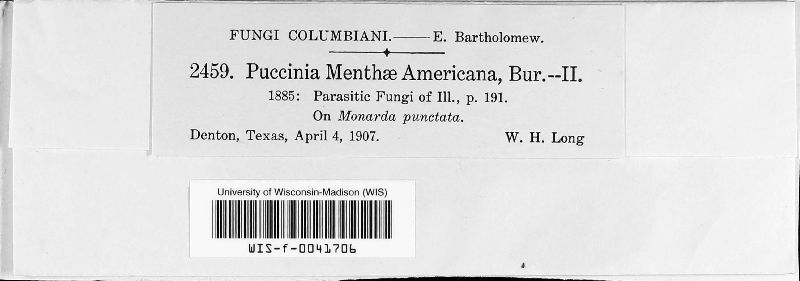 FUNGI COLUMBIANI.——E. Bartholomew.
2459. Puccinia Menthæ Americana, Bur.--II.
1885: Parasitic Fungi of Ill., p. 191.
On Monarda punctata.
Denton, Texas, April 4, 1907. W. H. Long
University of Wisconsin-Madison (WIS)
WIS-f-0041706